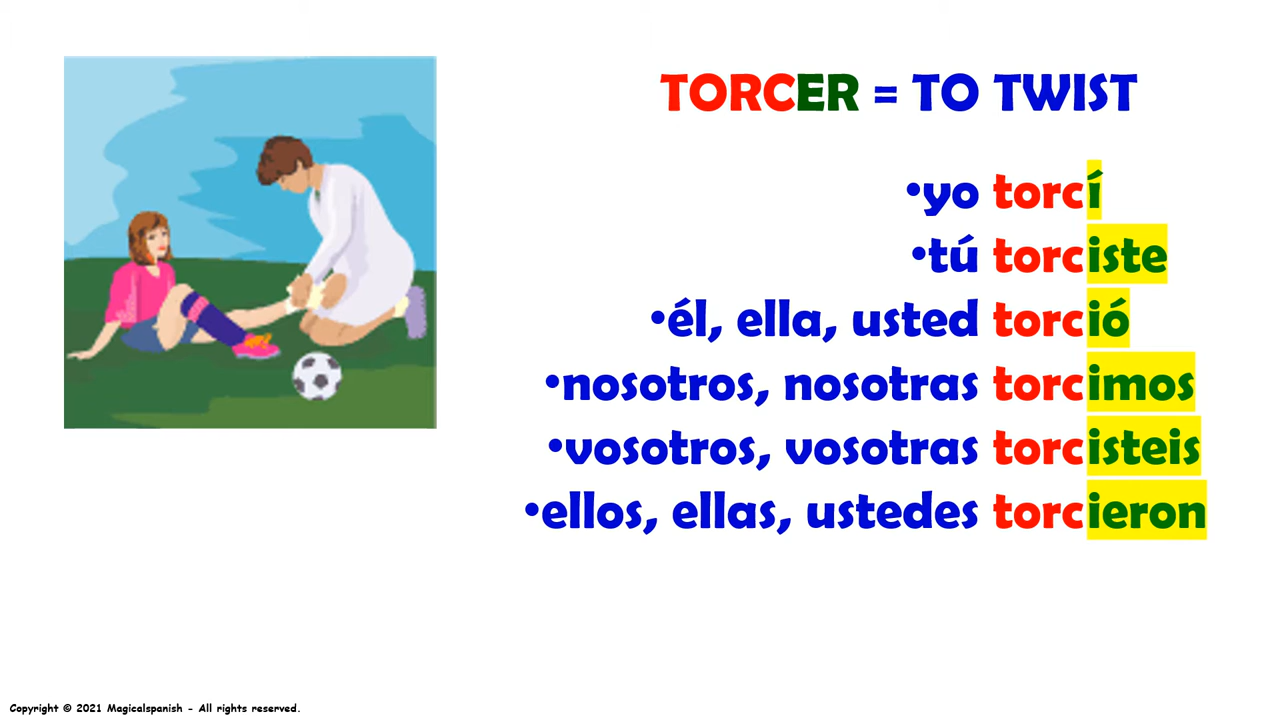 TORCER = TO TWIST
•yo torcí
•tú torciste
•él, ella, usted torció
•nosotros, nosotras torcimos
•vosotros, vosotras torcisteis
•ellos, ellas, ustedes torcieron
Copyright © 2021 Magicalspanish - All rights reserved.